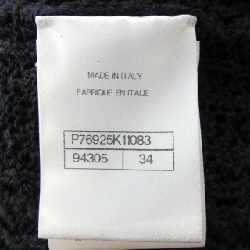 MADE IN ITALY
FABRIQUE EN ITALIE
P76925K11083
94305 34